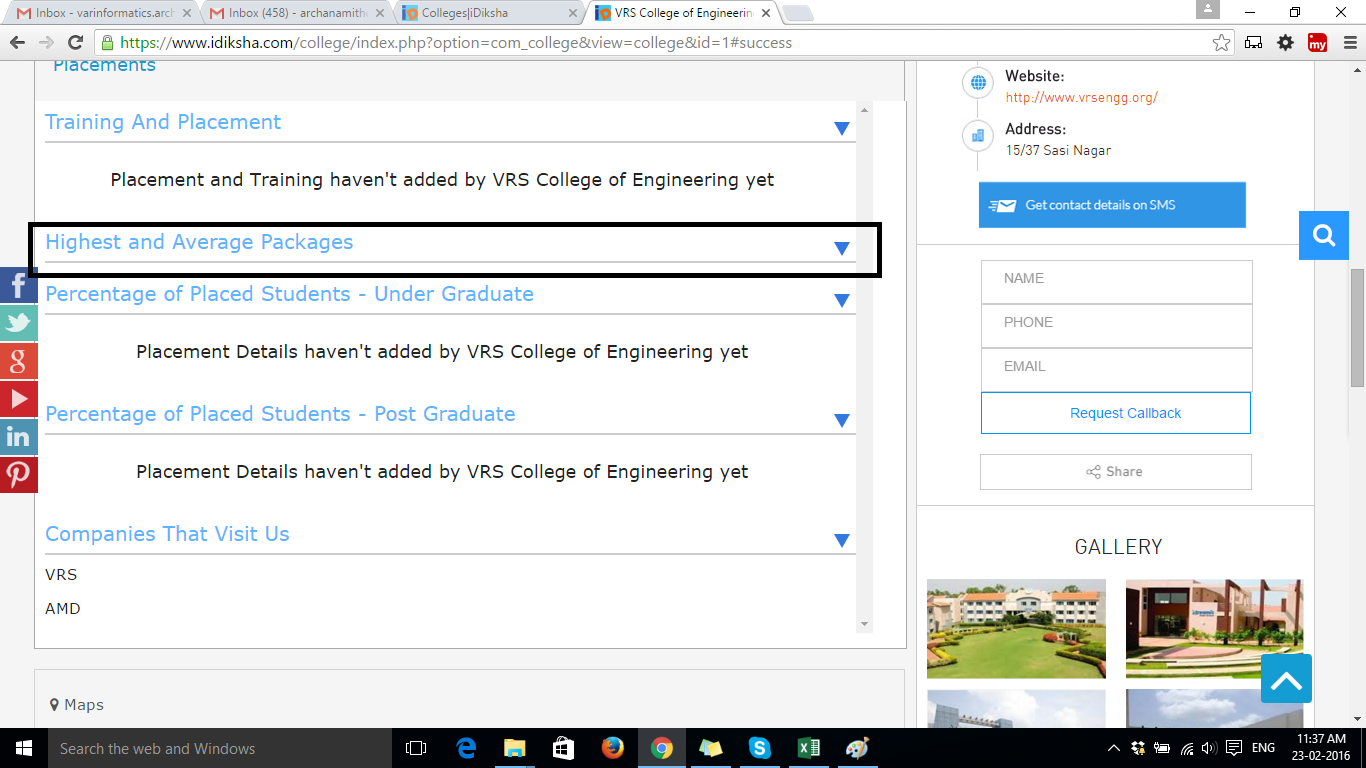 Inbox - varinformatics.arch
Inbox (458) - archanamith
Colleges|iDiksha
VRS College of Engineerin
https://www.idiksha.com/college/index.php?option=com_college&view=college&id=1#success
my
Placements
Training And Placement
Placement and Training haven't added by VRS College of Engineering yet
Highest and Average Packages
Percentage of Placed Students - Under Graduate
Placement Details haven't added by VRS College of Engineering yet
Percentage of Placed Students - Post Graduate
Placement Details haven't added by VRS College of Engineering yet
Companies That Visit Us
VRS
AMD
Maps
Website:
http://www.vrsengg.org/
Address:
15/37 Sasi Nagar
Get contact details on SMS
NAME
PHONE
EMAIL
Request Callback
Share
GALLERY
Search the web and Windows
ENG
11:37 AM
23-02-2016